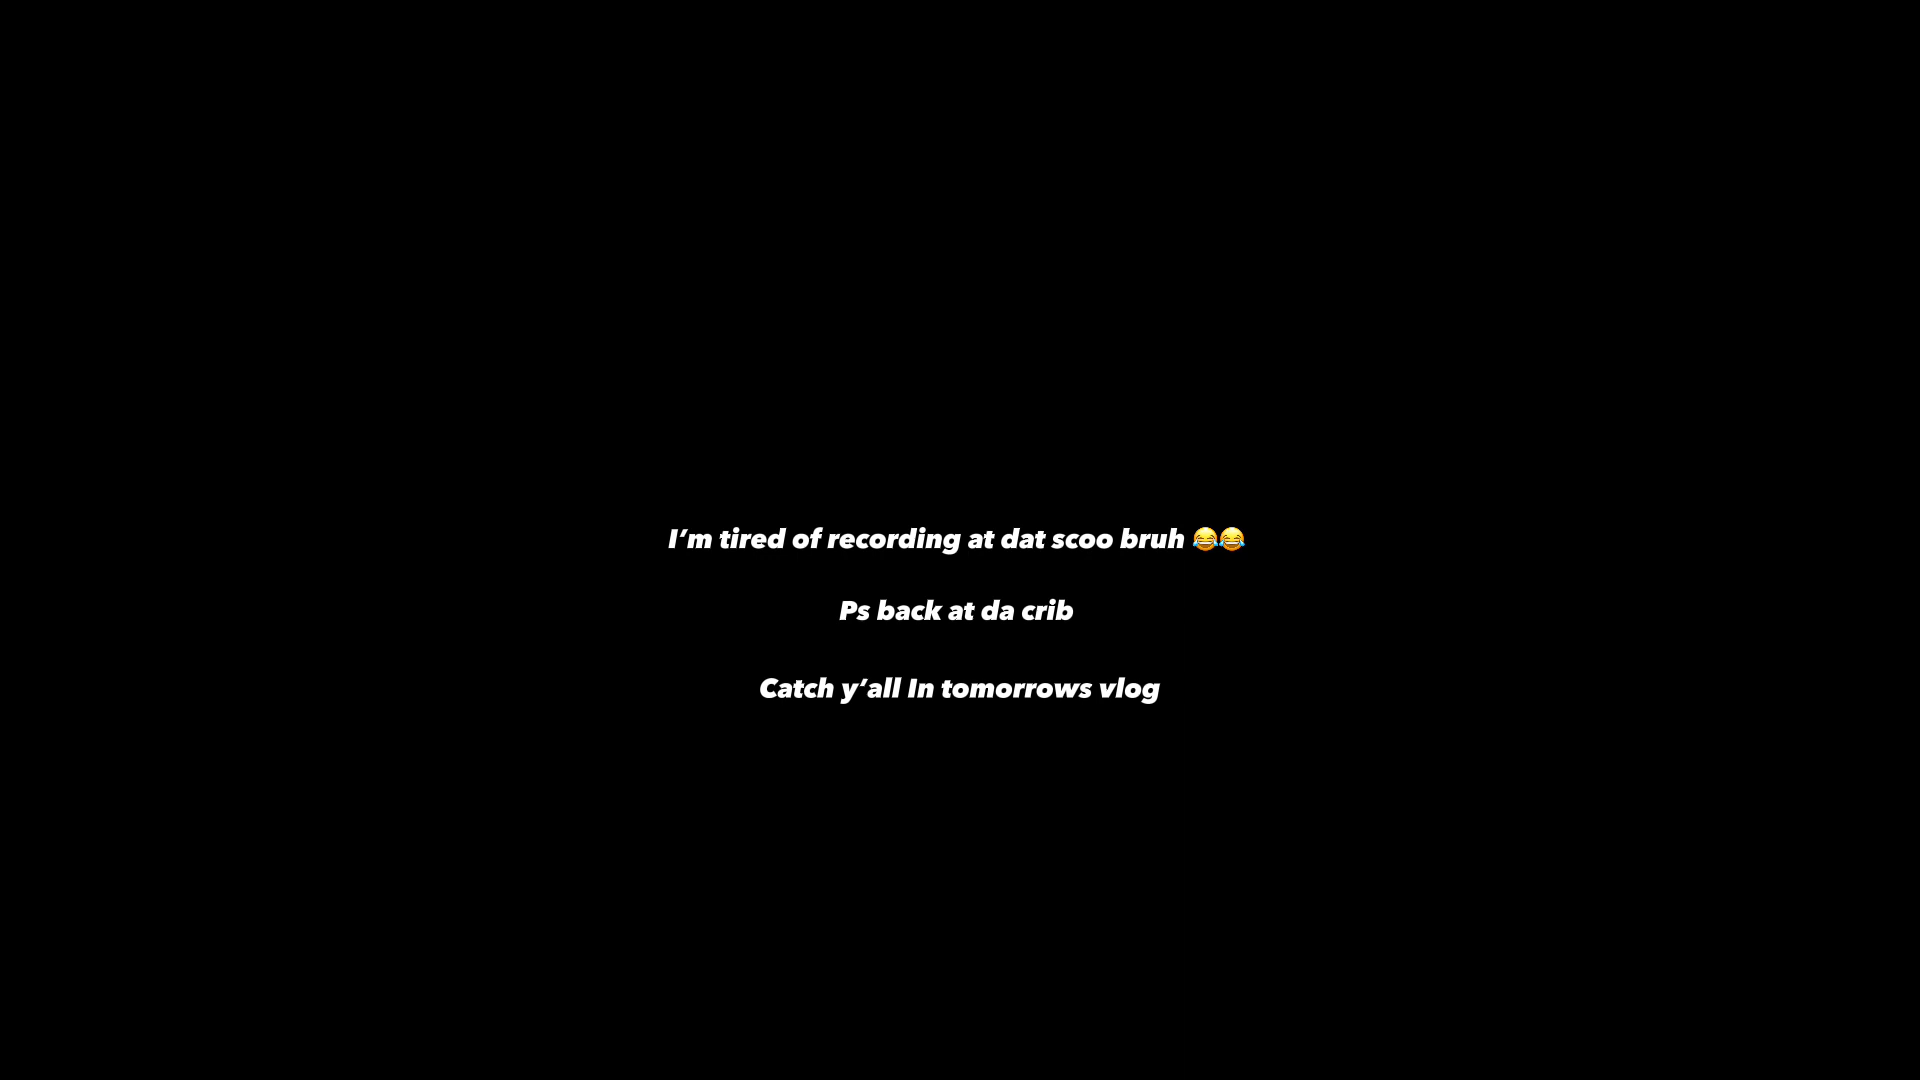 I’m tired of recording at dat scoo bruh 😂😂
Ps back at da crib
Catch y’all In tomorrows vlog